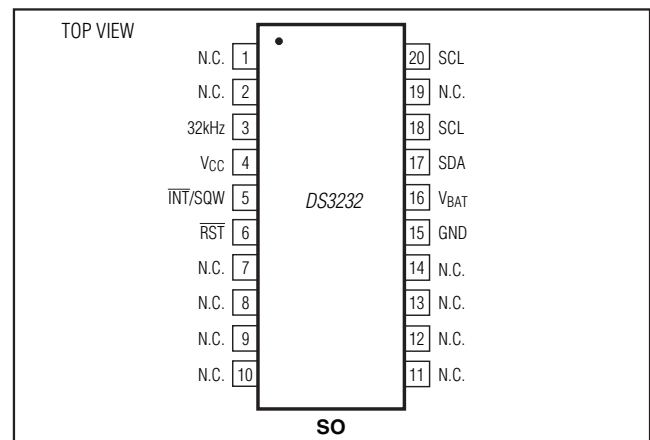 TOP VIEW
N.C. 1
N.C. 2
32kHz 3
VCC 4
INT/SQW 5
RST 6
N.C. 7
N.C. 8
N.C. 9
N.C. 10
DS3232
20 SCL
19 N.C.
18 SCL
17 SDA
16 VBAT
15 GND
14 N.C.
13 N.C.
12 N.C.
11 N.C.
SO